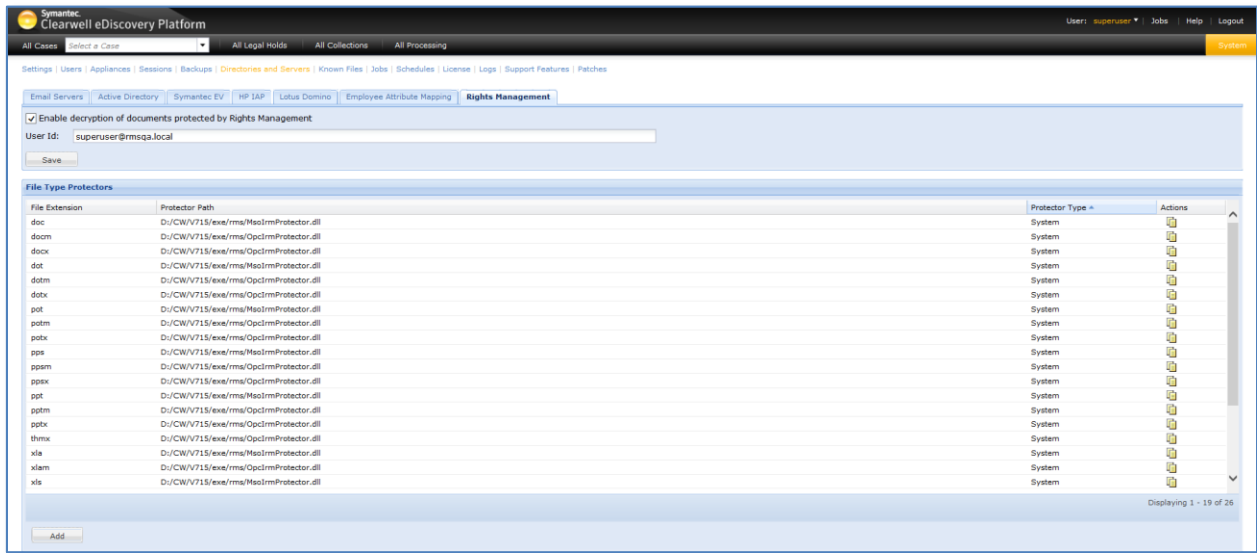 Symantec.
Clearwell eDiscovery Platform
User: superuser | Jobs | Help | Logout
All Cases Select a Case All Legal Holds All Collections All Processing System
Settings | Users | Appliances | Sessions | Backups | Directories and Servers | Known Files | Jobs | Schedules | License | Logs | Support Features | Patches
Email Servers Active Directory Symantec EV HP IAP Lotus Domino Employee Attribute Mapping Rights Management
Enable decryption of documents protected by Rights Management
User Id: superuser@rmsqa.local
Save
File Type Protectors
File Extension Protector Path Protector Type Actions
doc D:/CW/V715/exe/rms/MsoIrmProtector.dll System
docm D:/CW/V715/exe/rms/OpcIrmProtector.dll System
docx D:/CW/V715/exe/rms/OpcIrmProtector.dll System
dot D:/CW/V715/exe/rms/MsoIrmProtector.dll System
dotm D:/CW/V715/exe/rms/OpcIrmProtector.dll System
dotx D:/CW/V715/exe/rms/OpcIrmProtector.dll System
pot D:/CW/V715/exe/rms/MsoIrmProtector.dll System
potm D:/CW/V715/exe/rms/OpcIrmProtector.dll System
potx D:/CW/V715/exe/rms/OpcIrmProtector.dll System
pps D:/CW/V715/exe/rms/MsoIrmProtector.dll System
ppsm D:/CW/V715/exe/rms/OpcIrmProtector.dll System
ppsx D:/CW/V715/exe/rms/OpcIrmProtector.dll System
ppt D:/CW/V715/exe/rms/MsoIrmProtector.dll System
pptm D:/CW/V715/exe/rms/OpcIrmProtector.dll System
pptx D:/CW/V715/exe/rms/OpcIrmProtector.dll System
thmx D:/CW/V715/exe/rms/OpcIrmProtector.dll System
xla D:/CW/V715/exe/rms/MsoIrmProtector.dll System
xlam D:/CW/V715/exe/rms/OpcIrmProtector.dll System
xls D:/CW/V715/exe/rms/MsoIrmProtector.dll System
Displaying 1 - 19 of 26
Add